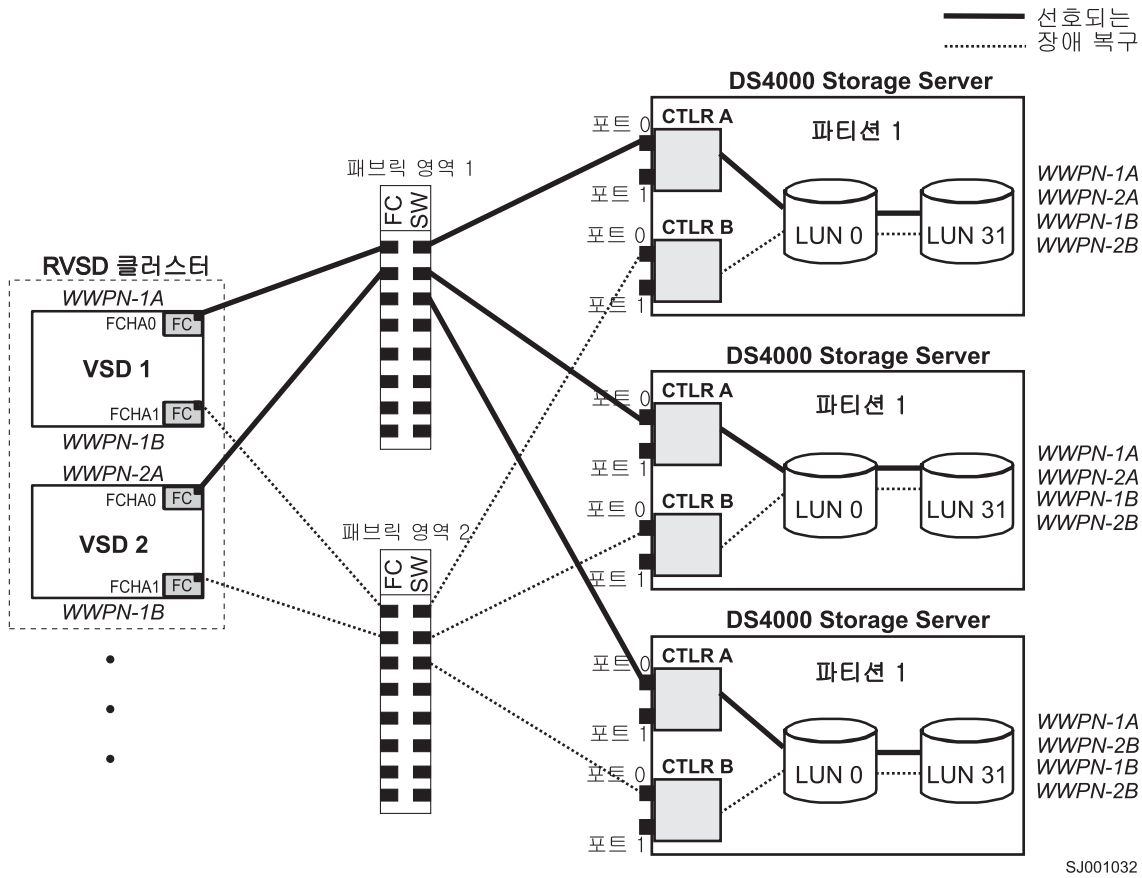 선호되는
장애 복구
DS4000 Storage Server
포트 0
CTLR A
파티션 1
포트 1
포트 0
CTLR B
포트 1
LUN 0
LUN 31
WWPN-1A
WWPN-2A
WWPN-1B
WWPN-2B
패브릭 영역 1
FC
SW
RVSD 클러스터
WWPN-1A
FCHA0
FC
VSD 1
FCHA1
FC
WWPN-1B
WWPN-2A
FCHA0
FC
VSD 2
FCHA1
FC
WWPN-1B
패브릭 영역 2
FC
SW
DS4000 Storage Server
포트 0
CTLR A
파티션 1
포트 1
포트 0
CTLR B
포트 1
LUN 0
LUN 31
WWPN-1A
WWPN-2A
WWPN-1B
WWPN-2B
DS4000 Storage Server
포트 0
CTLR A
파티션 1
포트 1
포트 0
CTLR B
포트 1
LUN 0
LUN 31
WWPN-1A
WWPN-2B
WWPN-1B
WWPN-2B
SJ001032